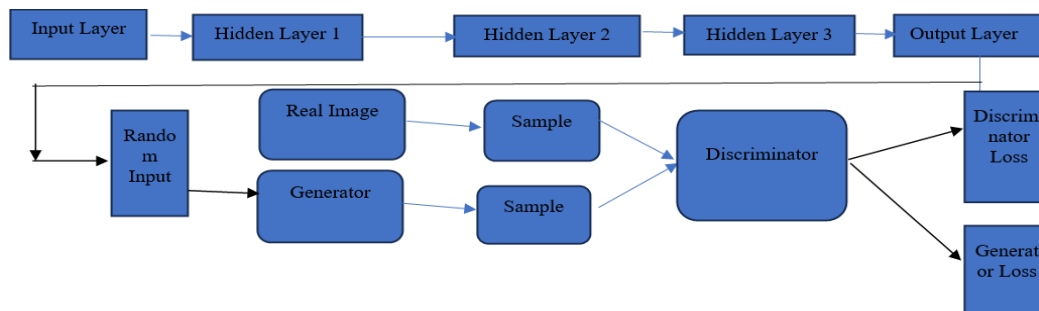 Input Layer
Hidden Layer 1
Hidden Layer 2
Hidden Layer 3
Output Layer
Rando
m
Input
Real Image
Sample
Discriminator
Discrimi
nator
Loss
Generator
Sample
Generat
or Loss